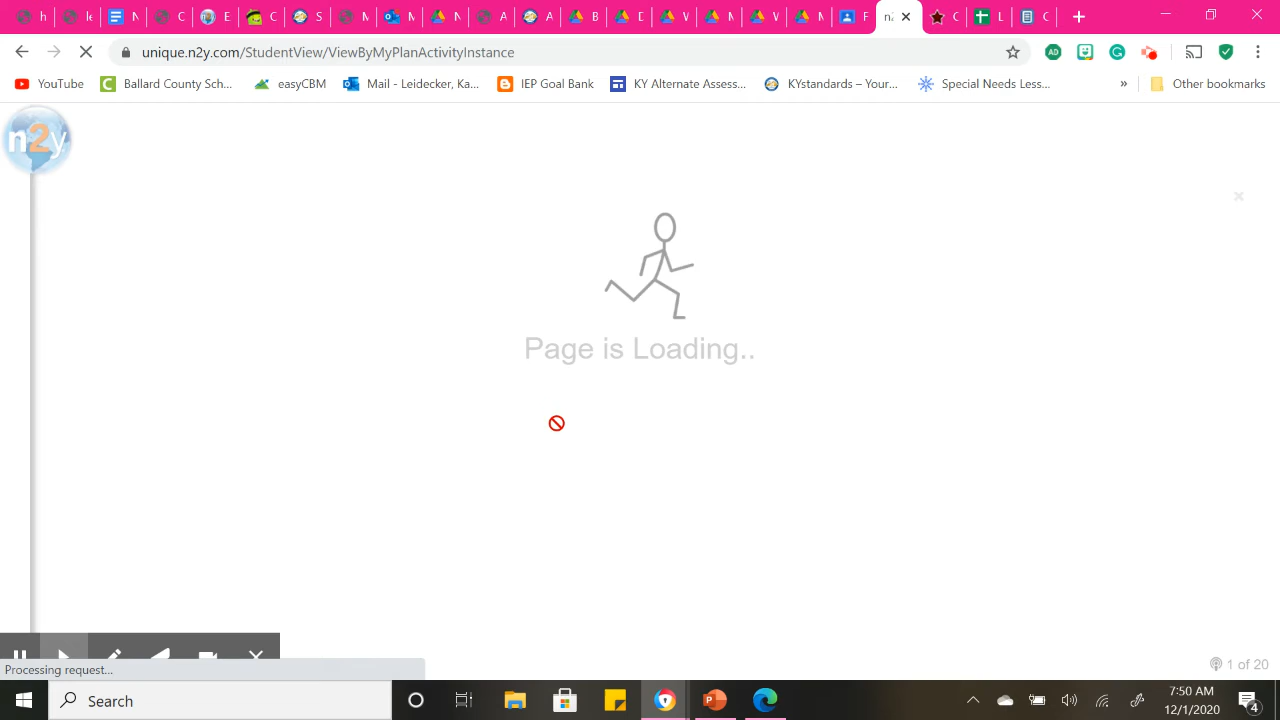 h
le
N
C
E
C
S
M
M
N
A
A
B
D
V
M
V
M
F
n2
C
L
C
unique.n2y.com/StudentView/ViewByMyPlanActivityInstance
YouTube
Ballard County Sch...
easyCBM
Mail - Leidecker, Ka...
IEP Goal Bank
KY Alternate Assess...
KYstandards – Your...
Special Needs Less...
»
Other bookmarks
n2y
Page is Loading..
1 of 20
Processing request...
Search
7:50 AM
12/1/2020
4